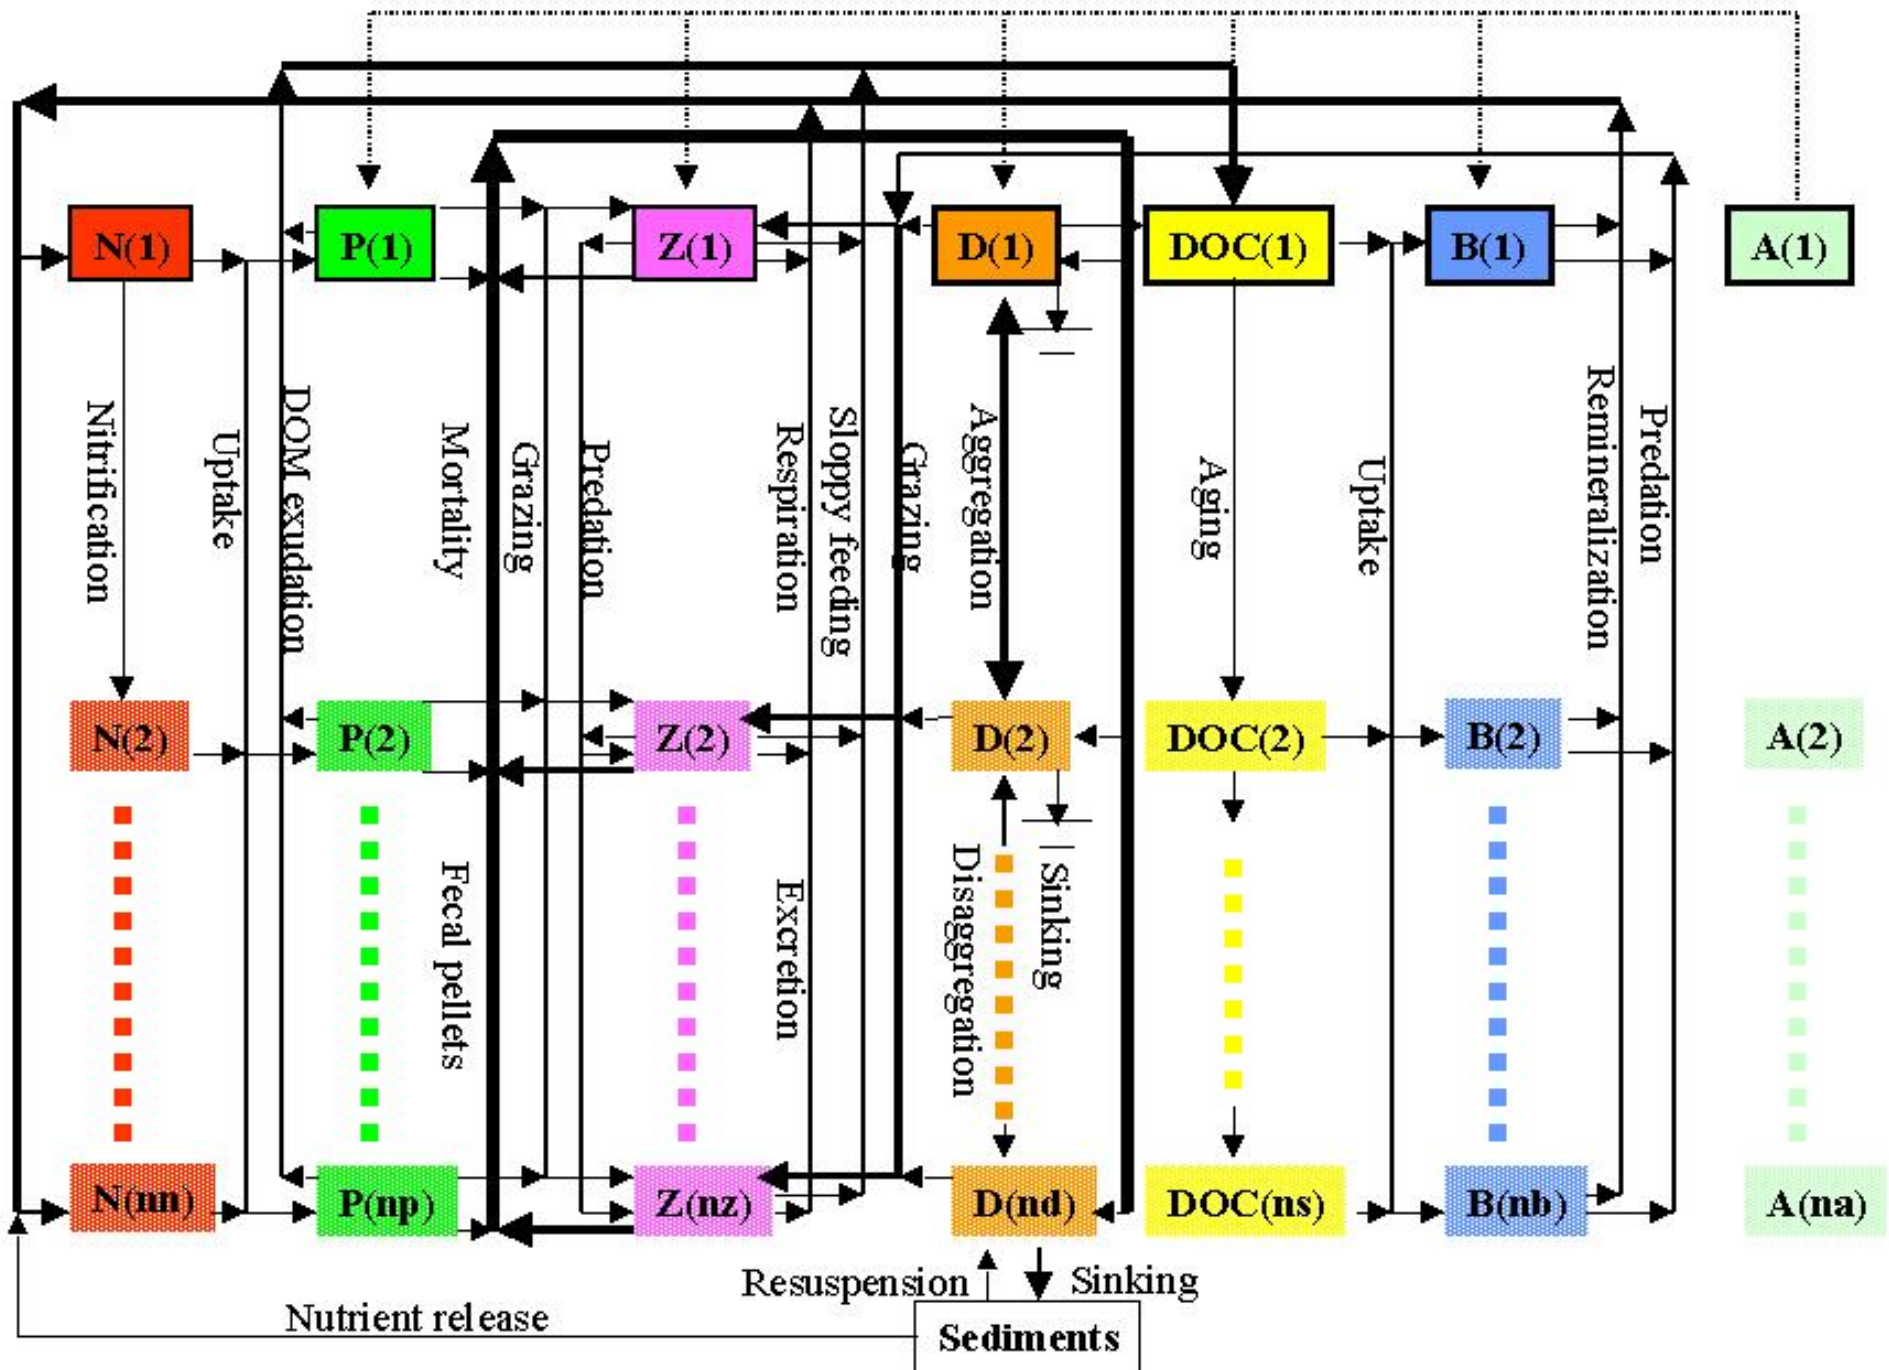 N(1)
P(1)
Z(1)
D(1)
DOC(1)
B(1)
A(1)
Nitrification
Uptake
DOM exudation
Mortality
Grazing
Predation
Respiration
Sloppy feeding
Grazing
Aggregation
Aging
Uptake
Remineralization
Predation
N(2)
P(2)
Z(2)
D(2)
DOC(2)
B(2)
A(2)
Fecal pellets
Excretion
Disaggregation
Sinking
N(nn)
P(np)
Z(nz)
D(nd)
DOC(ns)
B(nb)
A(na)
Resuspension
Sinking
Nutrient release
Sediments